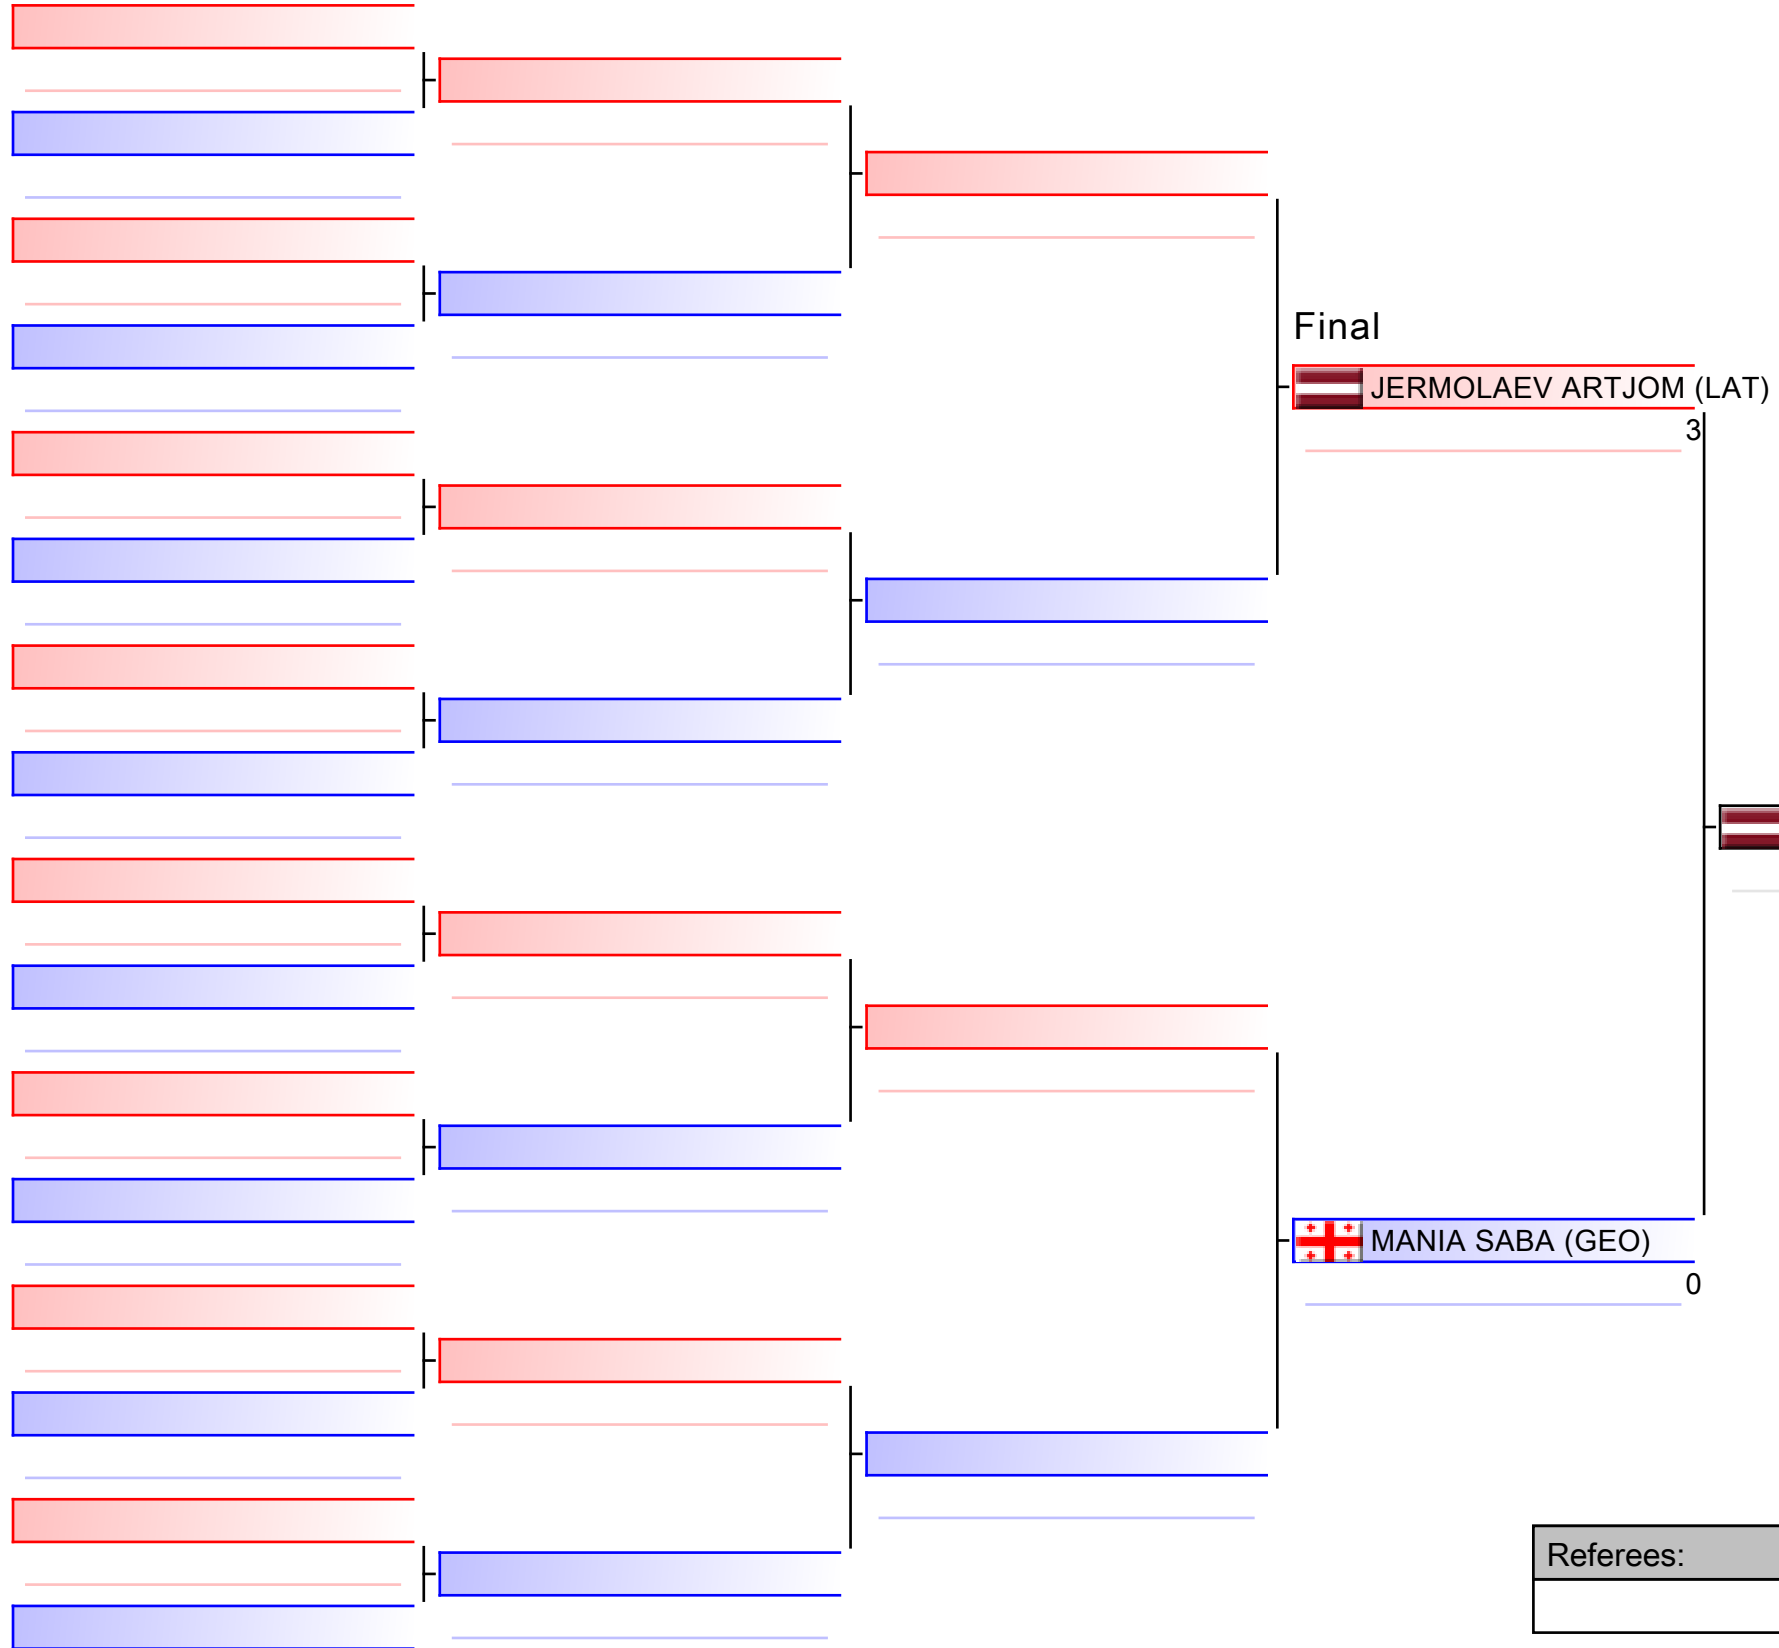 Final
JERMOLAEV ARTJOM (LAT)
3
MANIA SABA (GEO)
0
Referees: